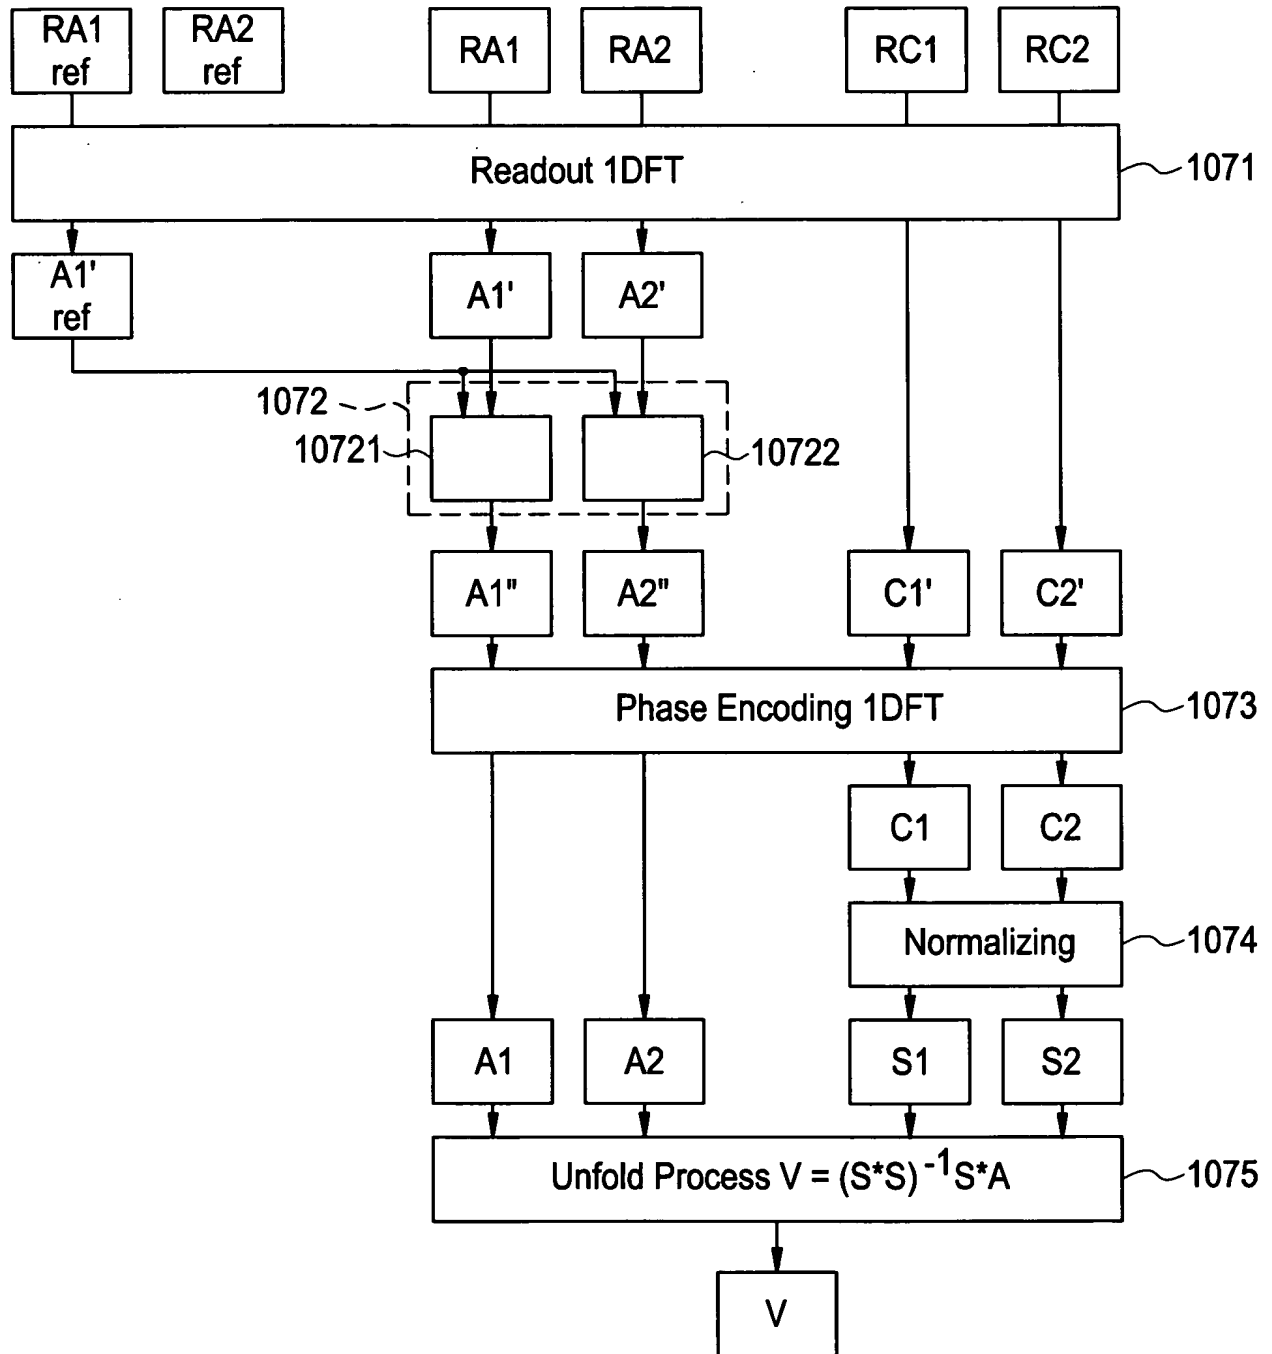 RA1
ref
RA2
ref
RA1
RA2
RC1
RC2
Readout 1DFT
1071
A1'
ref
A1'
A2'
1072
10721
10722
A1"
A2"
C1'
C2'
Phase Encoding 1DFT
1073
C1
C2
Normalizing
1074
A1
A2
S1
S2
Unfold Process V = (S*S)⁻¹S*A
1075
V